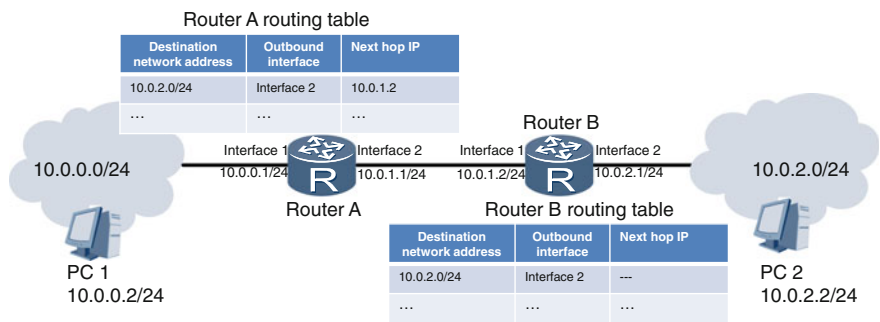 Router A routing table
Destination network address Outbound interface Next hop IP
10.0.2.0/24 Interface 2 10.0.1.2
… … …
Router B
Interface 1 Interface 2 Interface 1 Interface 2
10.0.0.0/24 10.0.0.1/24 10.0.1.1/24 10.0.1.2/24 10.0.2.1/24 10.0.2.0/24
R R
Router A
Router B routing table
Destination network address Outbound interface Next hop IP
10.0.2.0/24 Interface 2 ---
… … …
PC 1
10.0.0.2/24
PC 2
10.0.2.2/24